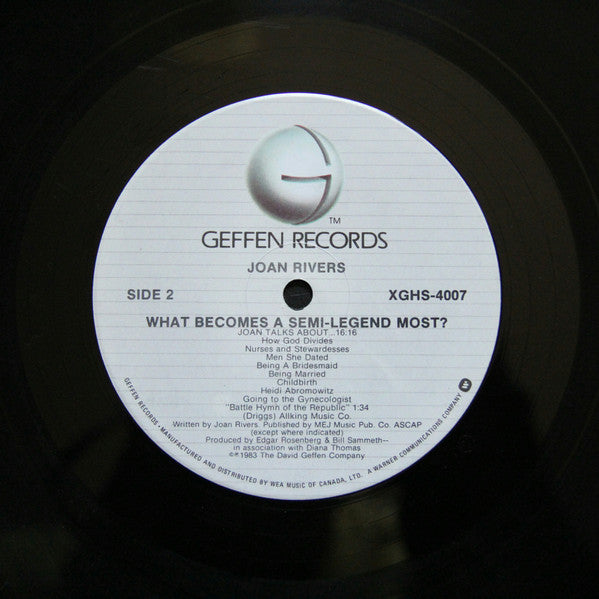 TM
GEFFEN RECORDS
JOAN RIVERS
SIDE 2
XGHS-4007
WHAT BECOMES A SEMI-LEGEND MOST?
JOAN TALKS ABOUT...16:16
How God Divides
Nurses and Stewardesses
Men She Dated
Being A Bridesmaid
Being Married
Childbirth
Heidi Abromowitz
Going to the Gynecologist
"Battle Hymn of the Republic" 1:34
(Driggs) Allking Music Co.
Written by Joan Rivers. Published by MEJ Music Pub. Co. ASCAP
(except where indicated)
Produced by Edgar Rosenberg & Bill Sammeth--
in association with Diana Thomas
©℗1983 The David Geffen Company
GEFFEN RECORDS · MANUFACTURED AND DISTRIBUTED BY WEA MUSIC OF CANADA, LTD. A WARNER COMMUNICATIONS COMPANY